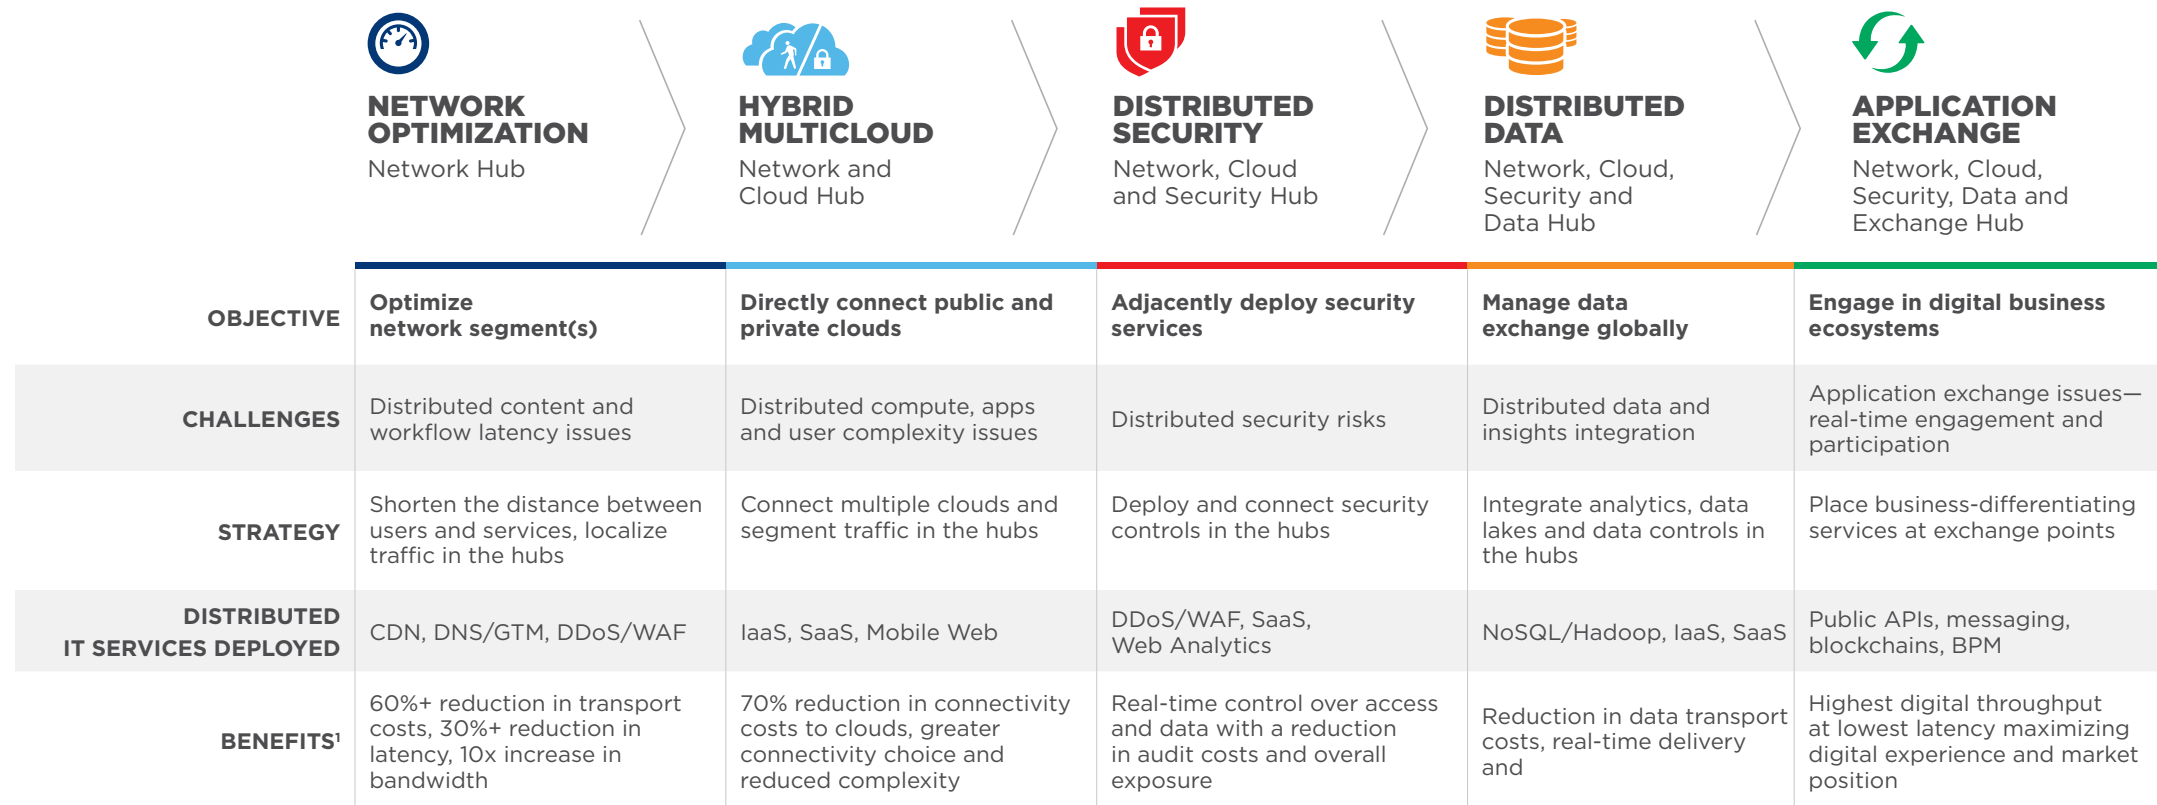 NETWORK
OPTIMIZATION
Network Hub
HYBRID
MULTICLOUD
Network and
Cloud Hub
DISTRIBUTED
SECURITY
Network, Cloud
and Security Hub
DISTRIBUTED
DATA
Network, Cloud,
Security and
Data Hub
APPLICATION
EXCHANGE
Network, Cloud,
Security, Data and
Exchange Hub
OBJECTIVE
Optimize
network segment(s)
Directly connect public and
private clouds
Adjacently deploy security
services
Manage data
exchange globally
Engage in digital business
ecosystems
CHALLENGES
Distributed content and
workflow latency issues
Distributed compute, apps
and user complexity issues
Distributed security risks
Distributed data and
insights integration
Application exchange issues—
real-time engagement and
participation
STRATEGY
Shorten the distance between
users and services, localize
traffic in the hubs
Connect multiple clouds and
segment traffic in the hubs
Deploy and connect security
controls in the hubs
Integrate analytics, data
lakes and data controls in
the hubs
Place business-differentiating
services at exchange points
DISTRIBUTED
IT SERVICES DEPLOYED
CDN, DNS/GTM, DDoS/WAF
IaaS, SaaS, Mobile Web
DDoS/WAF, SaaS,
Web Analytics
NoSQL/Hadoop, IaaS, SaaS
Public APIs, messaging,
blockchains, BPM
BENEFITS¹
60%+ reduction in transport
costs, 30%+ reduction in
latency, 10x increase in
bandwidth
70% reduction in connectivity
costs to clouds, greater
connectivity choice and
reduced complexity
Real-time control over access
and data with a reduction
in audit costs and overall
exposure
Reduction in data transport
costs, real-time delivery
and
Highest digital throughput
at lowest latency maximizing
digital experience and market
position